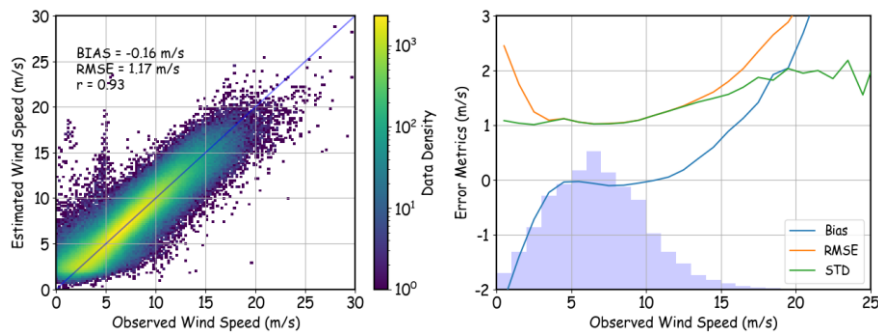 BIAS = -0.16 m/s
RMSE = 1.17 m/s
r = 0.93
Estimated Wind Speed (m/s)
30
25
20
15
10
5
0
0 5 10 15 20 25 30
Observed Wind Speed (m/s)
10³
10²
10¹
10⁰
Data Density
Error Metrics (m/s)
3
2
1
0
-1
-2
0 5 10 15 20 25
Observed Wind Speed (m/s)
Bias
RMSE
STD